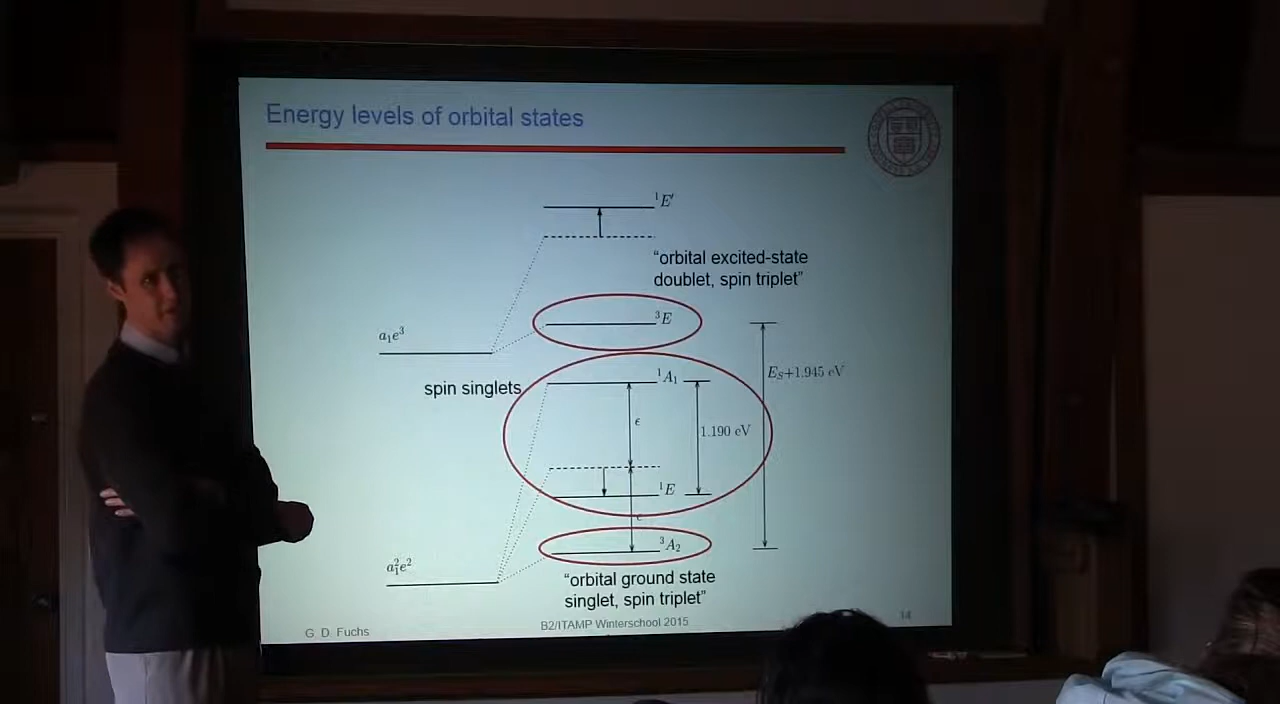 Energy levels of orbital states
¹E′
“orbital excited-state
doublet, spin triplet”
³E
a₁e³
E_S+1.945 eV
¹A₁
spin singlets
ϵ
1.190 eV
¹E
ϵ
³A₂
a₁²e²
“orbital ground state
singlet, spin triplet”
G. D. Fuchs
B2/ITAMP Winterschool 2015
14